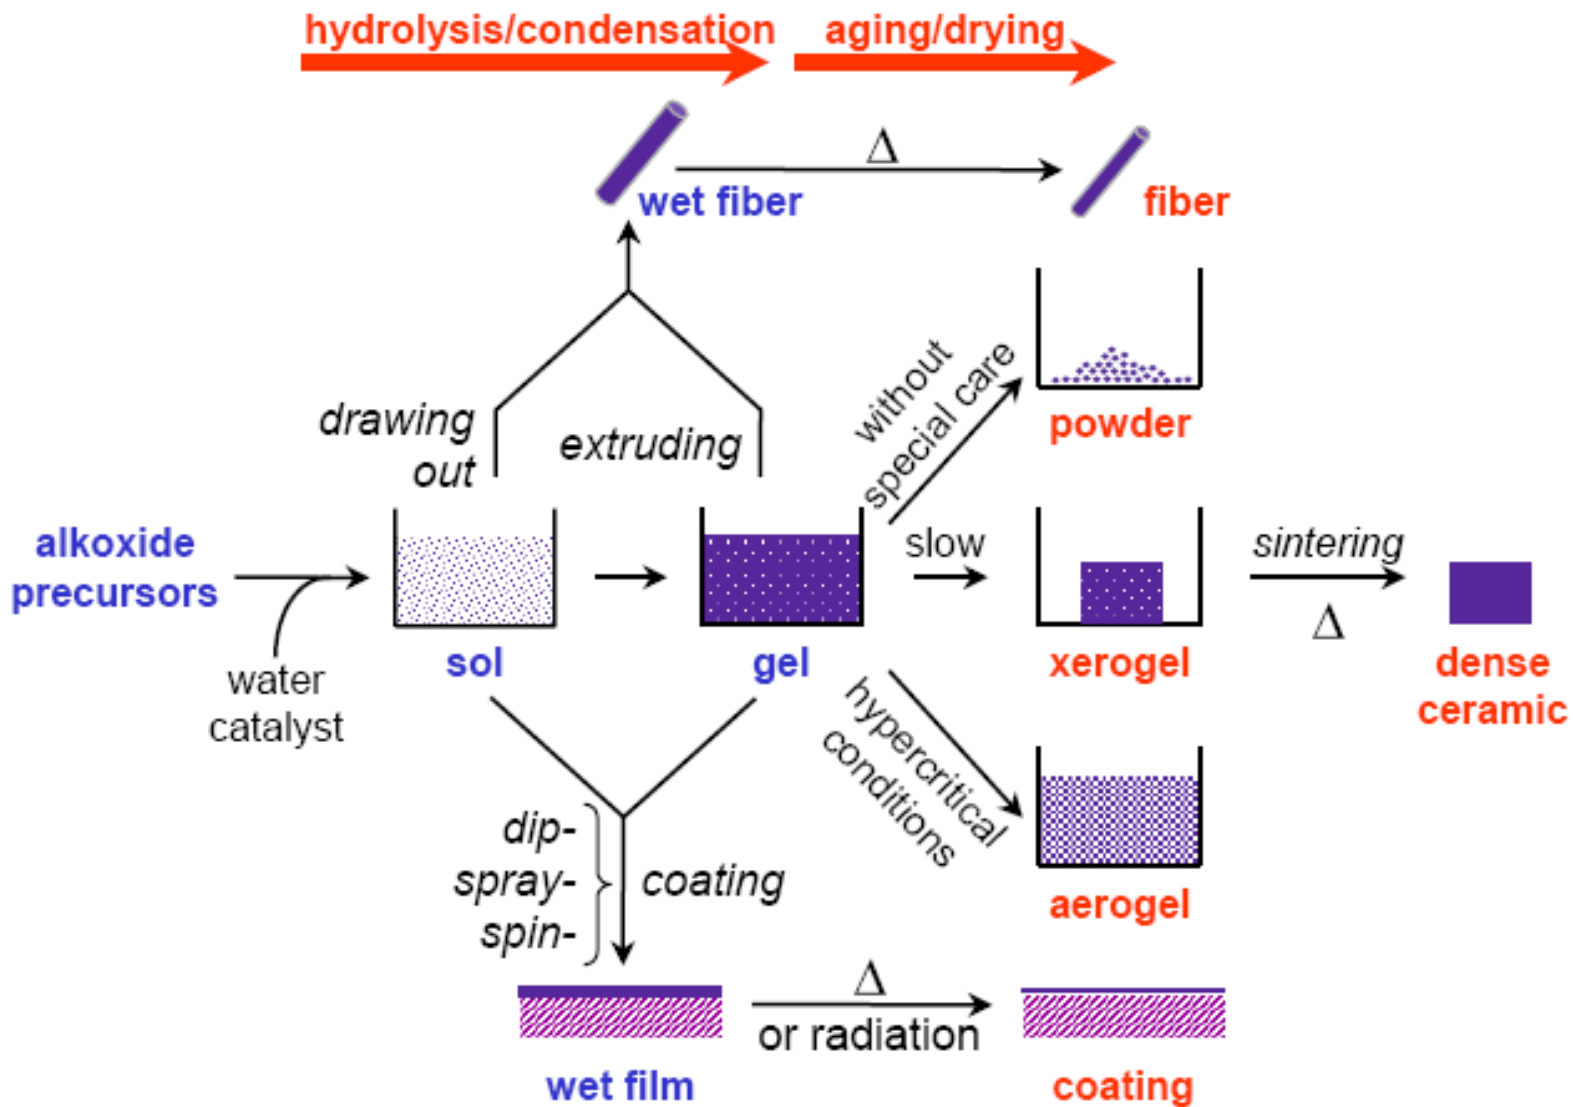 hydrolysis/condensation
aging/drying
Δ
wet fiber
fiber
drawing
out
extruding
without
special care
powder
alkoxide
precursors
water
catalyst
sol
gel
slow
xerogel
sintering
Δ
dense
ceramic
hypercritical
conditions
aerogel
dip-
spray-
spin-
coating
wet film
Δ
or radiation
coating